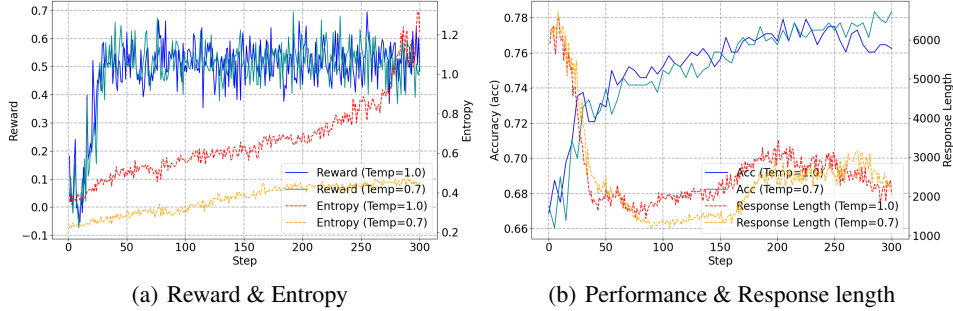 0.7
0.6
0.5
0.4
0.3
0.2
0.1
0.0
−0.1
Reward
1.2
1.0
0.8
0.6
0.4
0.2
Entropy
0
50
100
150
200
250
300
Step
Reward (Temp=1.0)
Reward (Temp=0.7)
Entropy (Temp=1.0)
Entropy (Temp=0.7)
(a) Reward & Entropy
0.78
0.76
0.74
0.72
0.70
0.68
0.66
Accuracy (acc)
6000
5000
4000
3000
2000
1000
Response Length
0
50
100
150
200
250
300
Step
Acc (Temp=1.0)
Acc (Temp=0.7)
Response Length (Temp=1.0)
Response Length (Temp=0.7)
(b) Performance & Response length